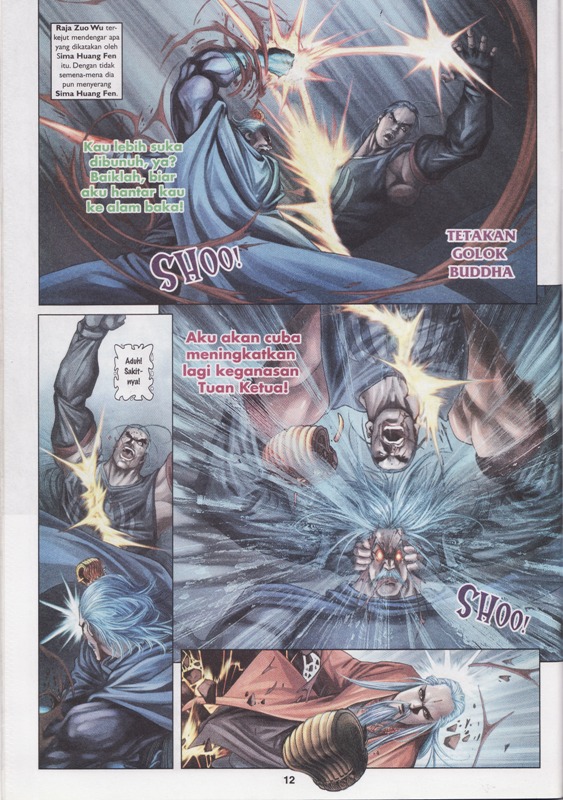 Raja Zuo Wu ter-
kejut mendengar apa
yang dikatakan oleh
Sima Huang Fen
itu. Dengan tidak
semena-mena dia
pun menyerang
Sima Huang Fen.
Kau lebih suka
dibunuh, ya?
Baiklah, biar
aku hantar kau
ke alam baka!
SHOO!
TETAKAN
GOLOK
BUDDHA
Aduh!
Sakit-
nya!
Aku akan cuba
meningkatkan
lagi keganasan
Tuan Ketua!
SHOO!
12